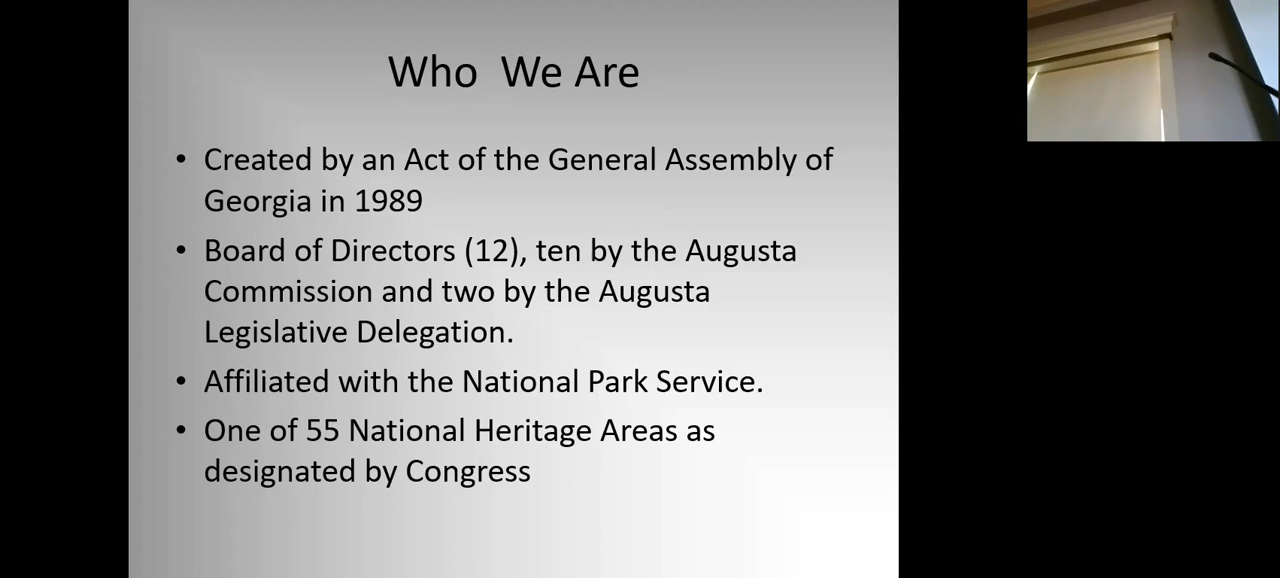 Who  We Are
• Created by an Act of the General Assembly of
Georgia in 1989
• Board of Directors (12), ten by the Augusta
Commission and two by the Augusta
Legislative Delegation.
• Affiliated with the National Park Service.
• One of 55 National Heritage Areas as
designated by Congress